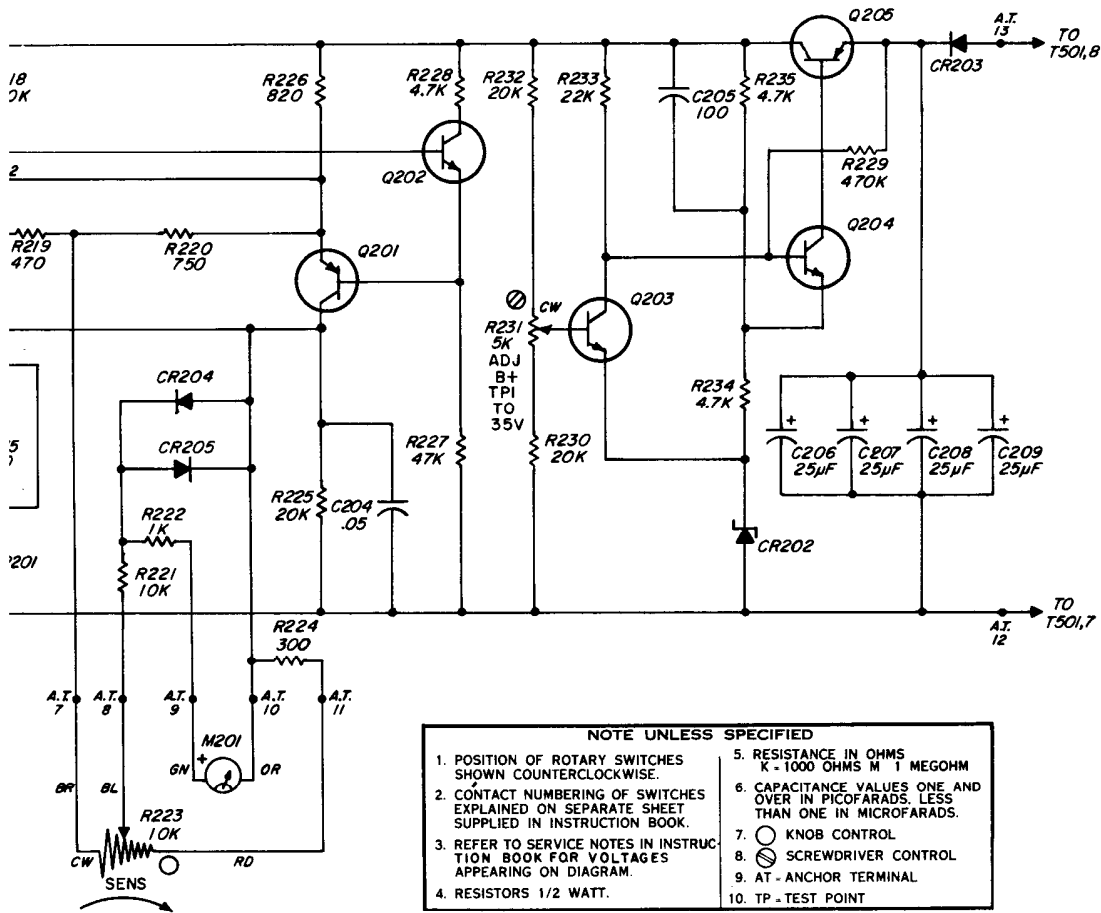 Q205
A.T.
13
TO
T501,8
CR203
18
0K
R226
820
R228
4.7K
R232
20K
R233
22K
C205
100
R235
4.7K
Q202
2
R229
470K
R219
470
R220
750
Q201
Q204
Q203
CW
R231
5K
ADJ
B+
TP1
TO
35V
CR204
R234
4.7K
+
+
+
+
C206
25µF
C207
25µF
C208
25µF
C209
25µF
CR205
R227
47K
R230
20K
R225
20K
C204
.05
R222
1K
CR202
201
R221
10K
TO
T501,7
A.T.
12
R224
300
A.T.
7
A.T.
8
A.T.
9
A.T.
10
A.T.
11
M201
+
GN
OR
BR
BL
R223
10K
CW
RD
SENS
NOTE UNLESS SPECIFIED
1. POSITION OF ROTARY SWITCHES
SHOWN COUNTERCLOCKWISE.
2. CONTACT NUMBERING OF SWITCHES
EXPLAINED ON SEPARATE SHEET
SUPPLIED IN INSTRUCTION BOOK.
3. REFER TO SERVICE NOTES IN INSTRUC-
TION BOOK FOR VOLTAGES
APPEARING ON DIAGRAM.
4. RESISTORS 1/2 WATT.
5. RESISTANCE IN OHMS
K = 1000 OHMS M 1 MEGOHM
6. CAPACITANCE VALUES ONE AND
OVER IN PICOFARADS. LESS
THAN ONE IN MICROFARADS.
7. KNOB CONTROL
8. SCREWDRIVER CONTROL
9. AT = ANCHOR TERMINAL
10. TP = TEST POINT